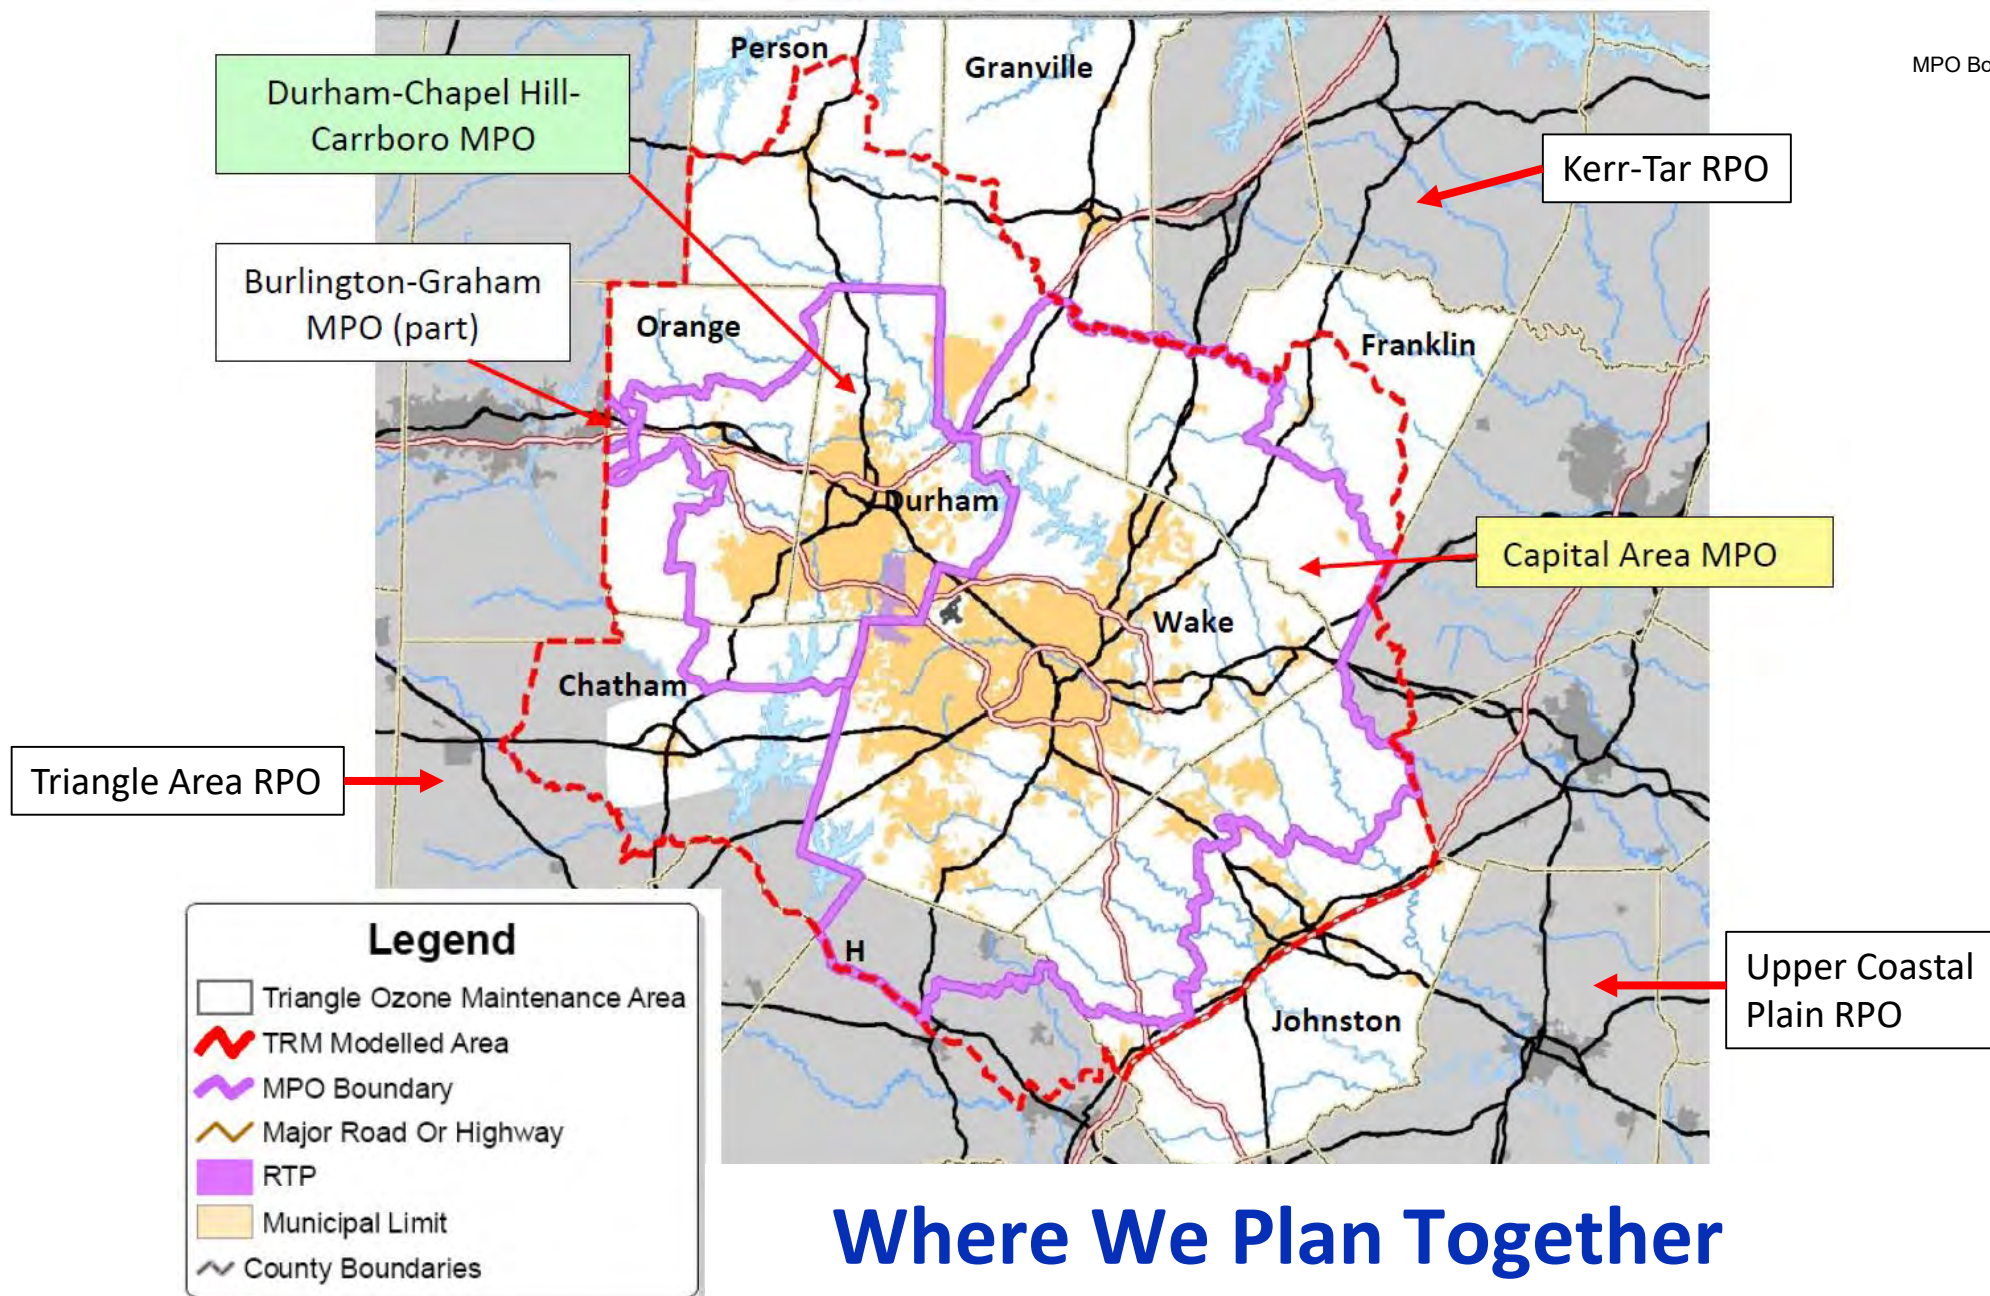 MPO Bo
Person
Granville
Durham-Chapel Hill-
Carrboro MPO
Kerr-Tar RPO
Burlington-Graham
MPO (part)
Orange
Franklin
Durham
Capital Area MPO
Wake
Chatham
Triangle Area RPO
H
Upper Coastal
Plain RPO
Johnston
Legend
Triangle Ozone Maintenance Area
TRM Modelled Area
MPO Boundary
Major Road Or Highway
RTP
Municipal Limit
County Boundaries
Where We Plan Together